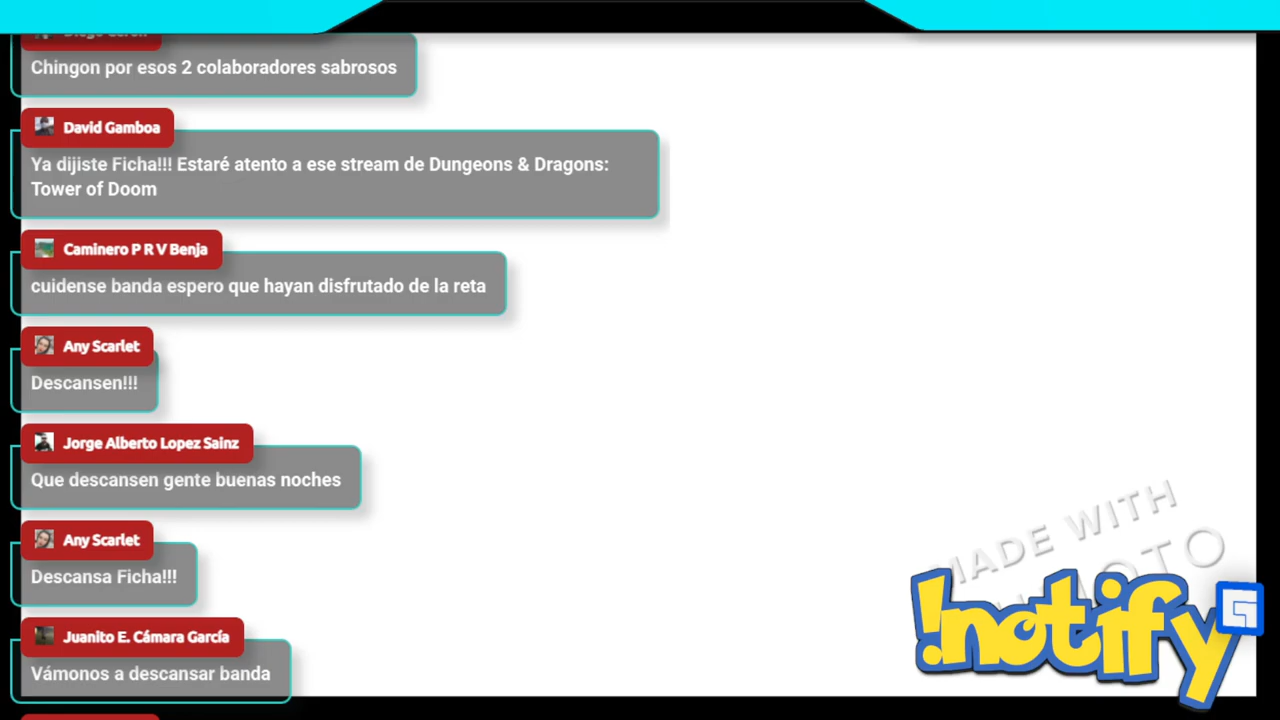 Chingon por esos 2 colaboradores sabrosos
David Gamboa
Ya dijiste Ficha!!! Estaré atento a ese stream de Dungeons & Dragons:
Tower of Doom
Caminero P R V Benja
cuidense banda espero que hayan disfrutado de la reta
Any Scarlet
Descansen!!!
Jorge Alberto Lopez Sainz
Que descansen gente buenas noches
Any Scarlet
Descansa Ficha!!!
Juanito E. Cámara García
Vámonos a descansar banda
MADE WITH
!notify